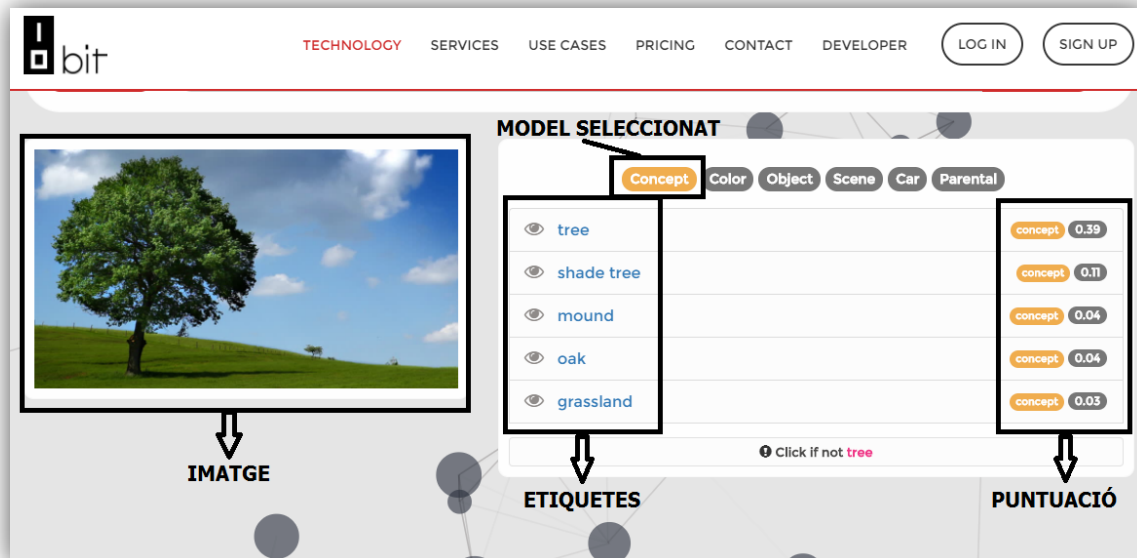 10 bit
TECHNOLOGY SERVICES USE CASES PRICING CONTACT DEVELOPER LOG IN SIGN UP
MODEL SELECCIONAT
Concept Color Object Scene Car Parental
tree concept 0.39
shade tree concept 0.11
mound concept 0.04
oak concept 0.04
grassland concept 0.03
Click if not tree
IMATGE
ETIQUETES
PUNTUACIÓ